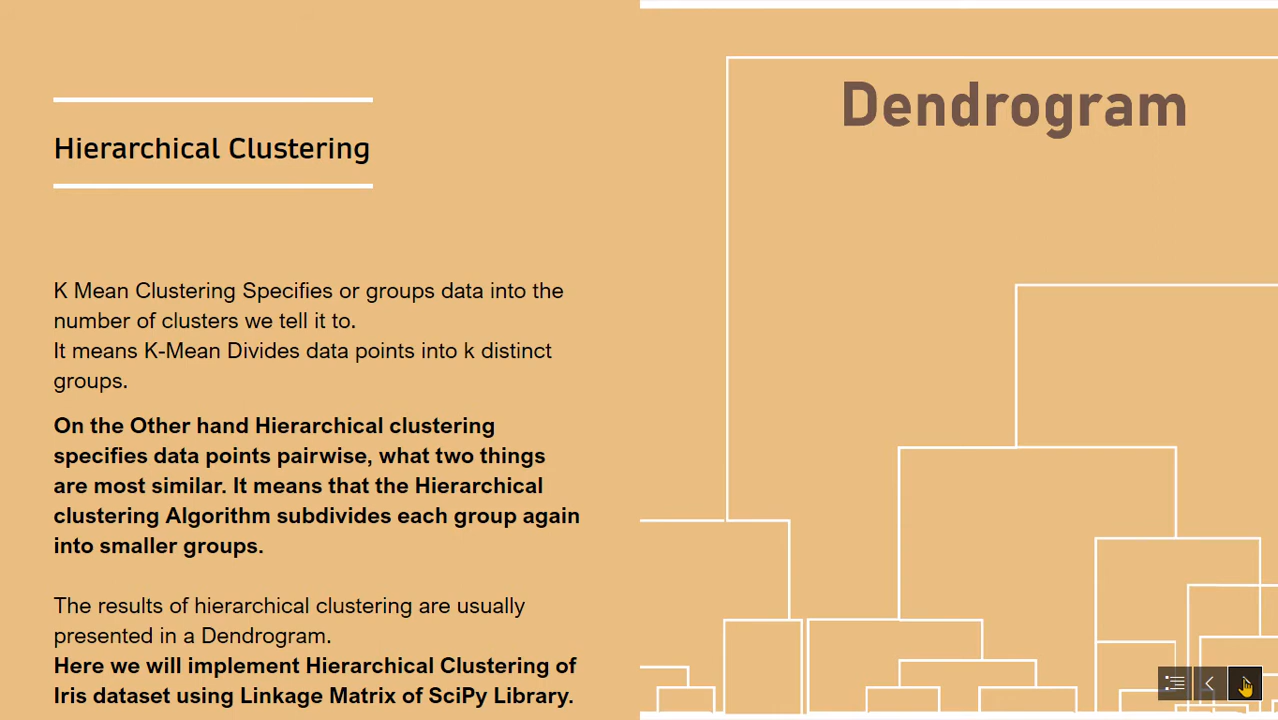 Dendrogram
Hierarchical Clustering
K Mean Clustering Specifies or groups data into the
number of clusters we tell it to.
It means K-Mean Divides data points into k distinct
groups.
On the Other hand Hierarchical clustering
specifies data points pairwise, what two things
are most similar. It means that the Hierarchical
clustering Algorithm subdivides each group again
into smaller groups.
The results of hierarchical clustering are usually
presented in a Dendrogram.
Here we will implement Hierarchical Clustering of
Iris dataset using Linkage Matrix of SciPy Library.